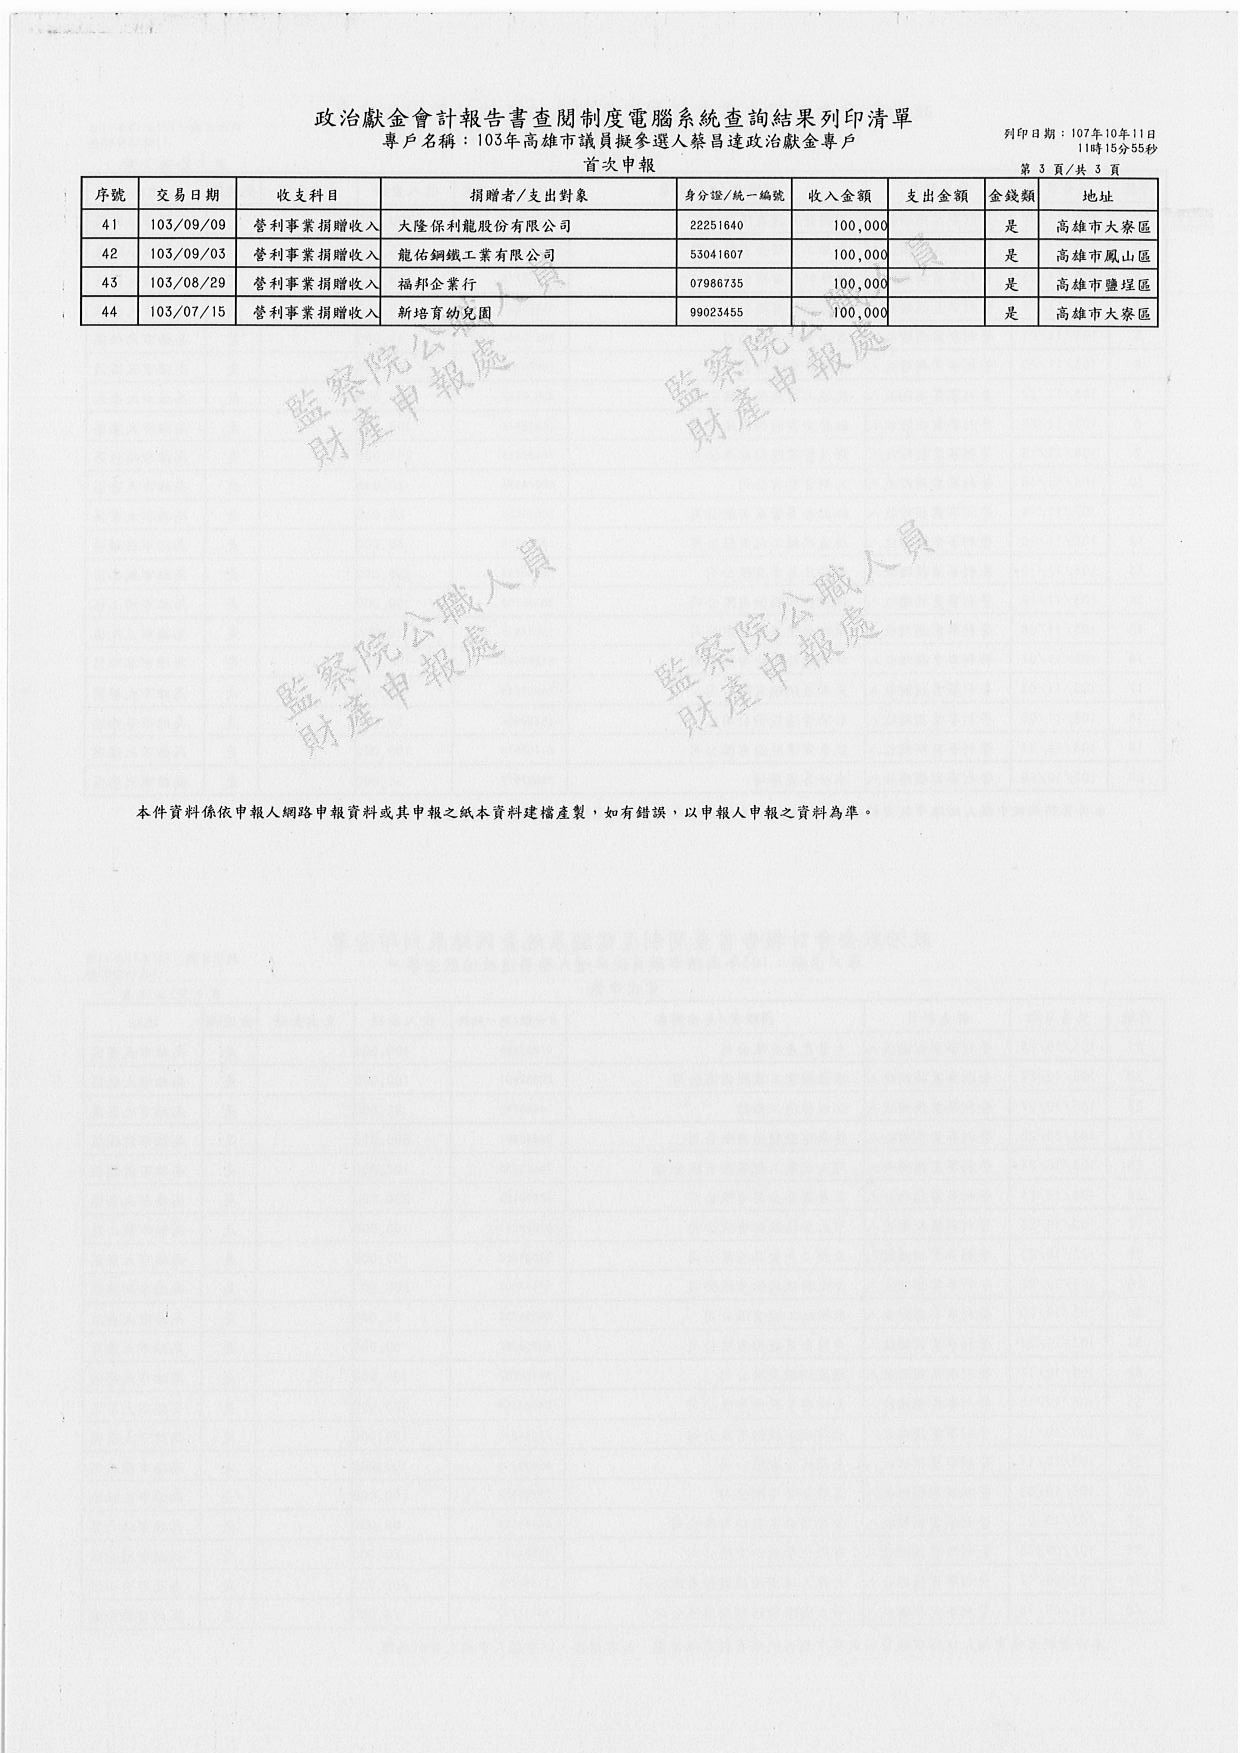 政治獻金會計報告書查閱制度電腦系統查詢結果列印清單
專戶名稱：103年高雄市議員擬參選人蔡昌達政治獻金專戶
列印日期：107年10年11日
11時15分55秒
首次申報
第 3 頁/共 3 頁
序號 交易日期 收支科目 捐贈者/支出對象 身分證/統一編號 收入金額 支出金額 金錢類 地址
41 103/09/09 營利事業捐贈收入 大隆保利龍股份有限公司 22251640 100,000 是 高雄市大寮區
42 103/09/03 營利事業捐贈收入 龍佑鋼鐵工業有限公司 53041607 100,000 是 高雄市鳳山區
43 103/08/29 營利事業捐贈收入 福邦企業行 07986735 100,000 是 高雄市鹽埕區
44 103/07/15 營利事業捐贈收入 新培育幼兒園 99023455 100,000 是 高雄市大寮區
監察院公職人員
財產申報處
監察院公職人員
財產申報處
監察院公職人員
財產申報處
監察院公職人員
財產申報處
本件資料係依申報人網路申報資料或其申報之紙本資料建檔產製，如有錯誤，以申報人申報之資料為準。